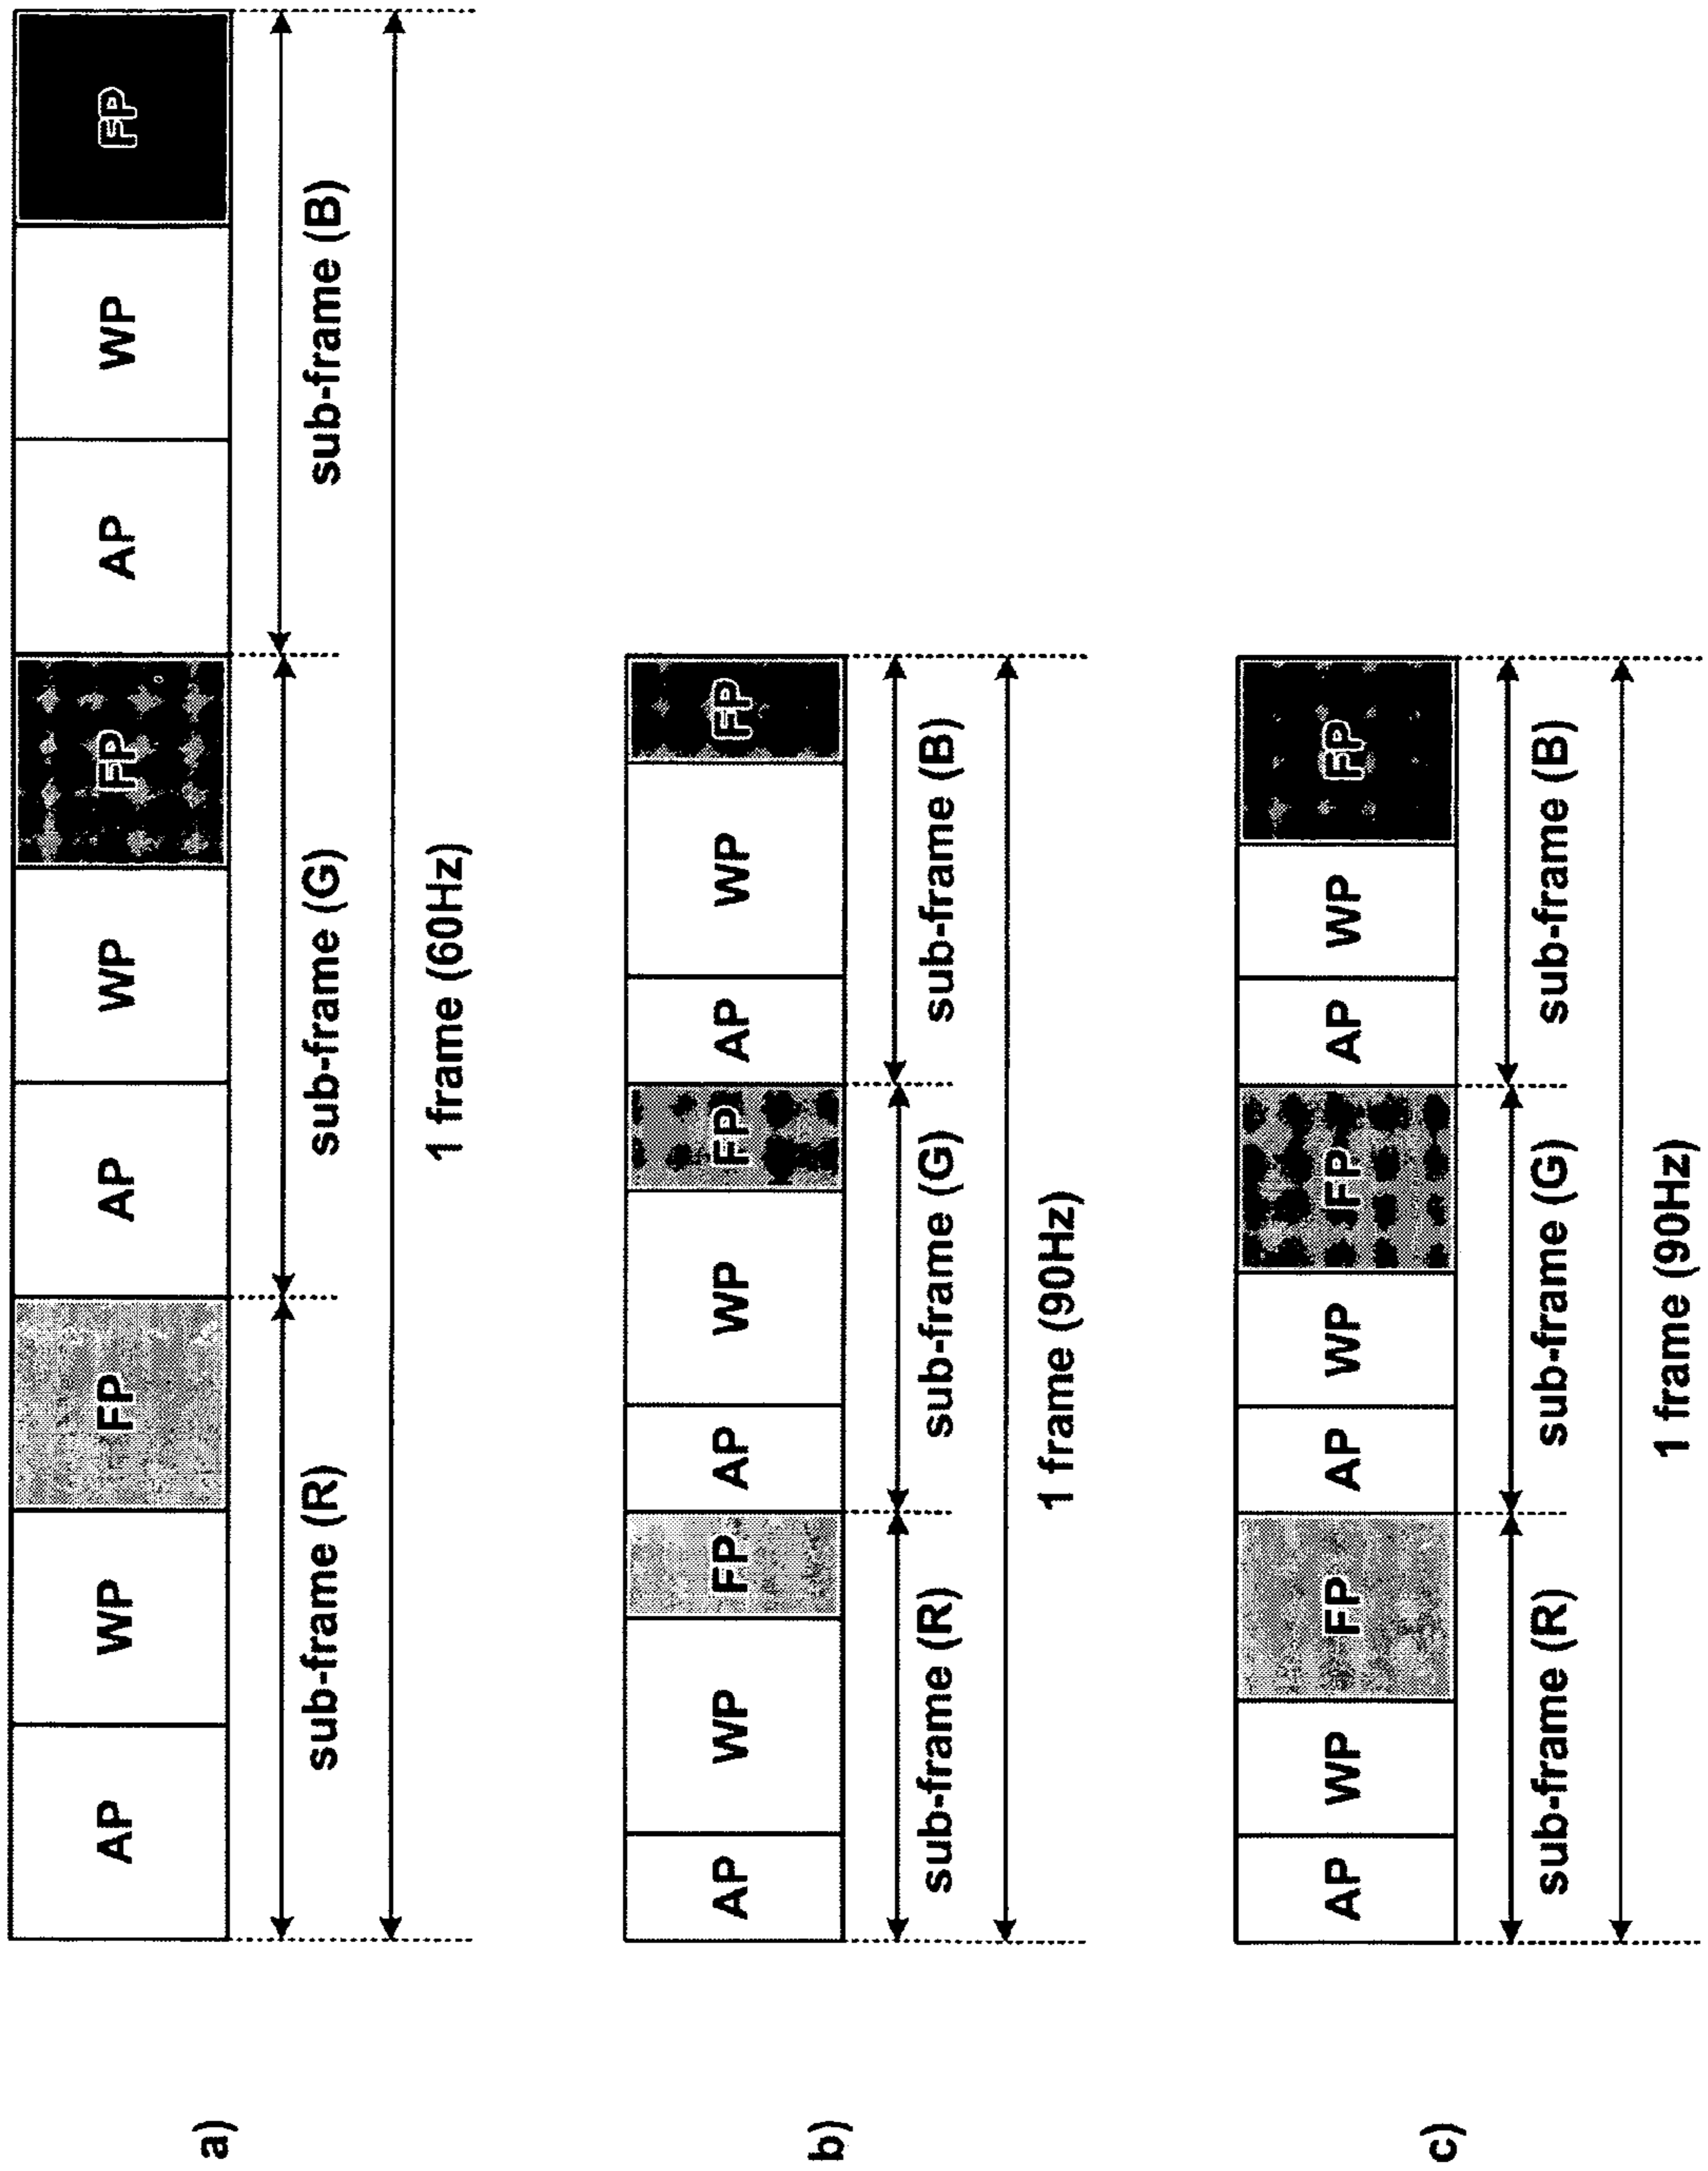 a)
AP WP FP AP WP FP AP WP FP
sub-frame (R) sub-frame (G) sub-frame (B)
1 frame (60Hz)
b)
AP WP FP AP WP FP AP WP FP
sub-frame (R) sub-frame (G) sub-frame (B)
1 frame (90Hz)
c)
AP WP FP AP WP FP AP WP FP
sub-frame (R) sub-frame (G) sub-frame (B)
1 frame (90Hz)